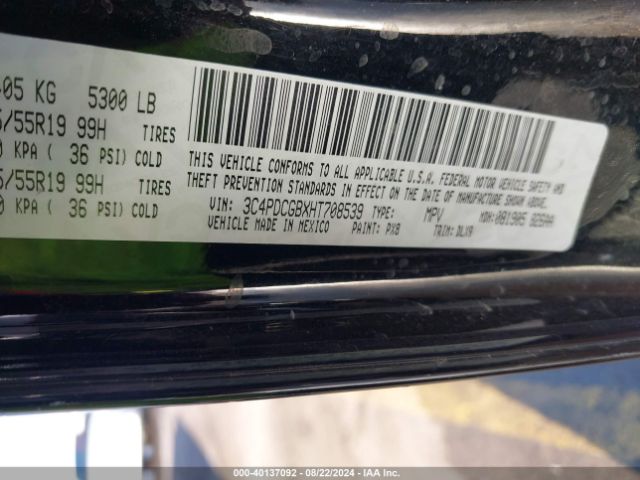 05 KG 5300 LB
/55R19 99H TIRES
KPA ( 36 PSI) COLD
/55R19 99H TIRES
KPA ( 36 PSI) COLD
THIS VEHICLE CONFORMS TO ALL APPLICABLE U.S.A. FEDERAL MOTOR VEHICLE SAFETY AND
THEFT PREVENTION STANDARDS IN EFFECT ON THE DATE OF MANUFACTURE SHOWN ABOVE.
VIN: 3C4PDCGBXHT708539 TYPE: MPV
VEHICLE MADE IN MEXICO PAINT: PX8 TRIM: DLX9
000-40137092 - 08/22/2024 - IAA Inc.